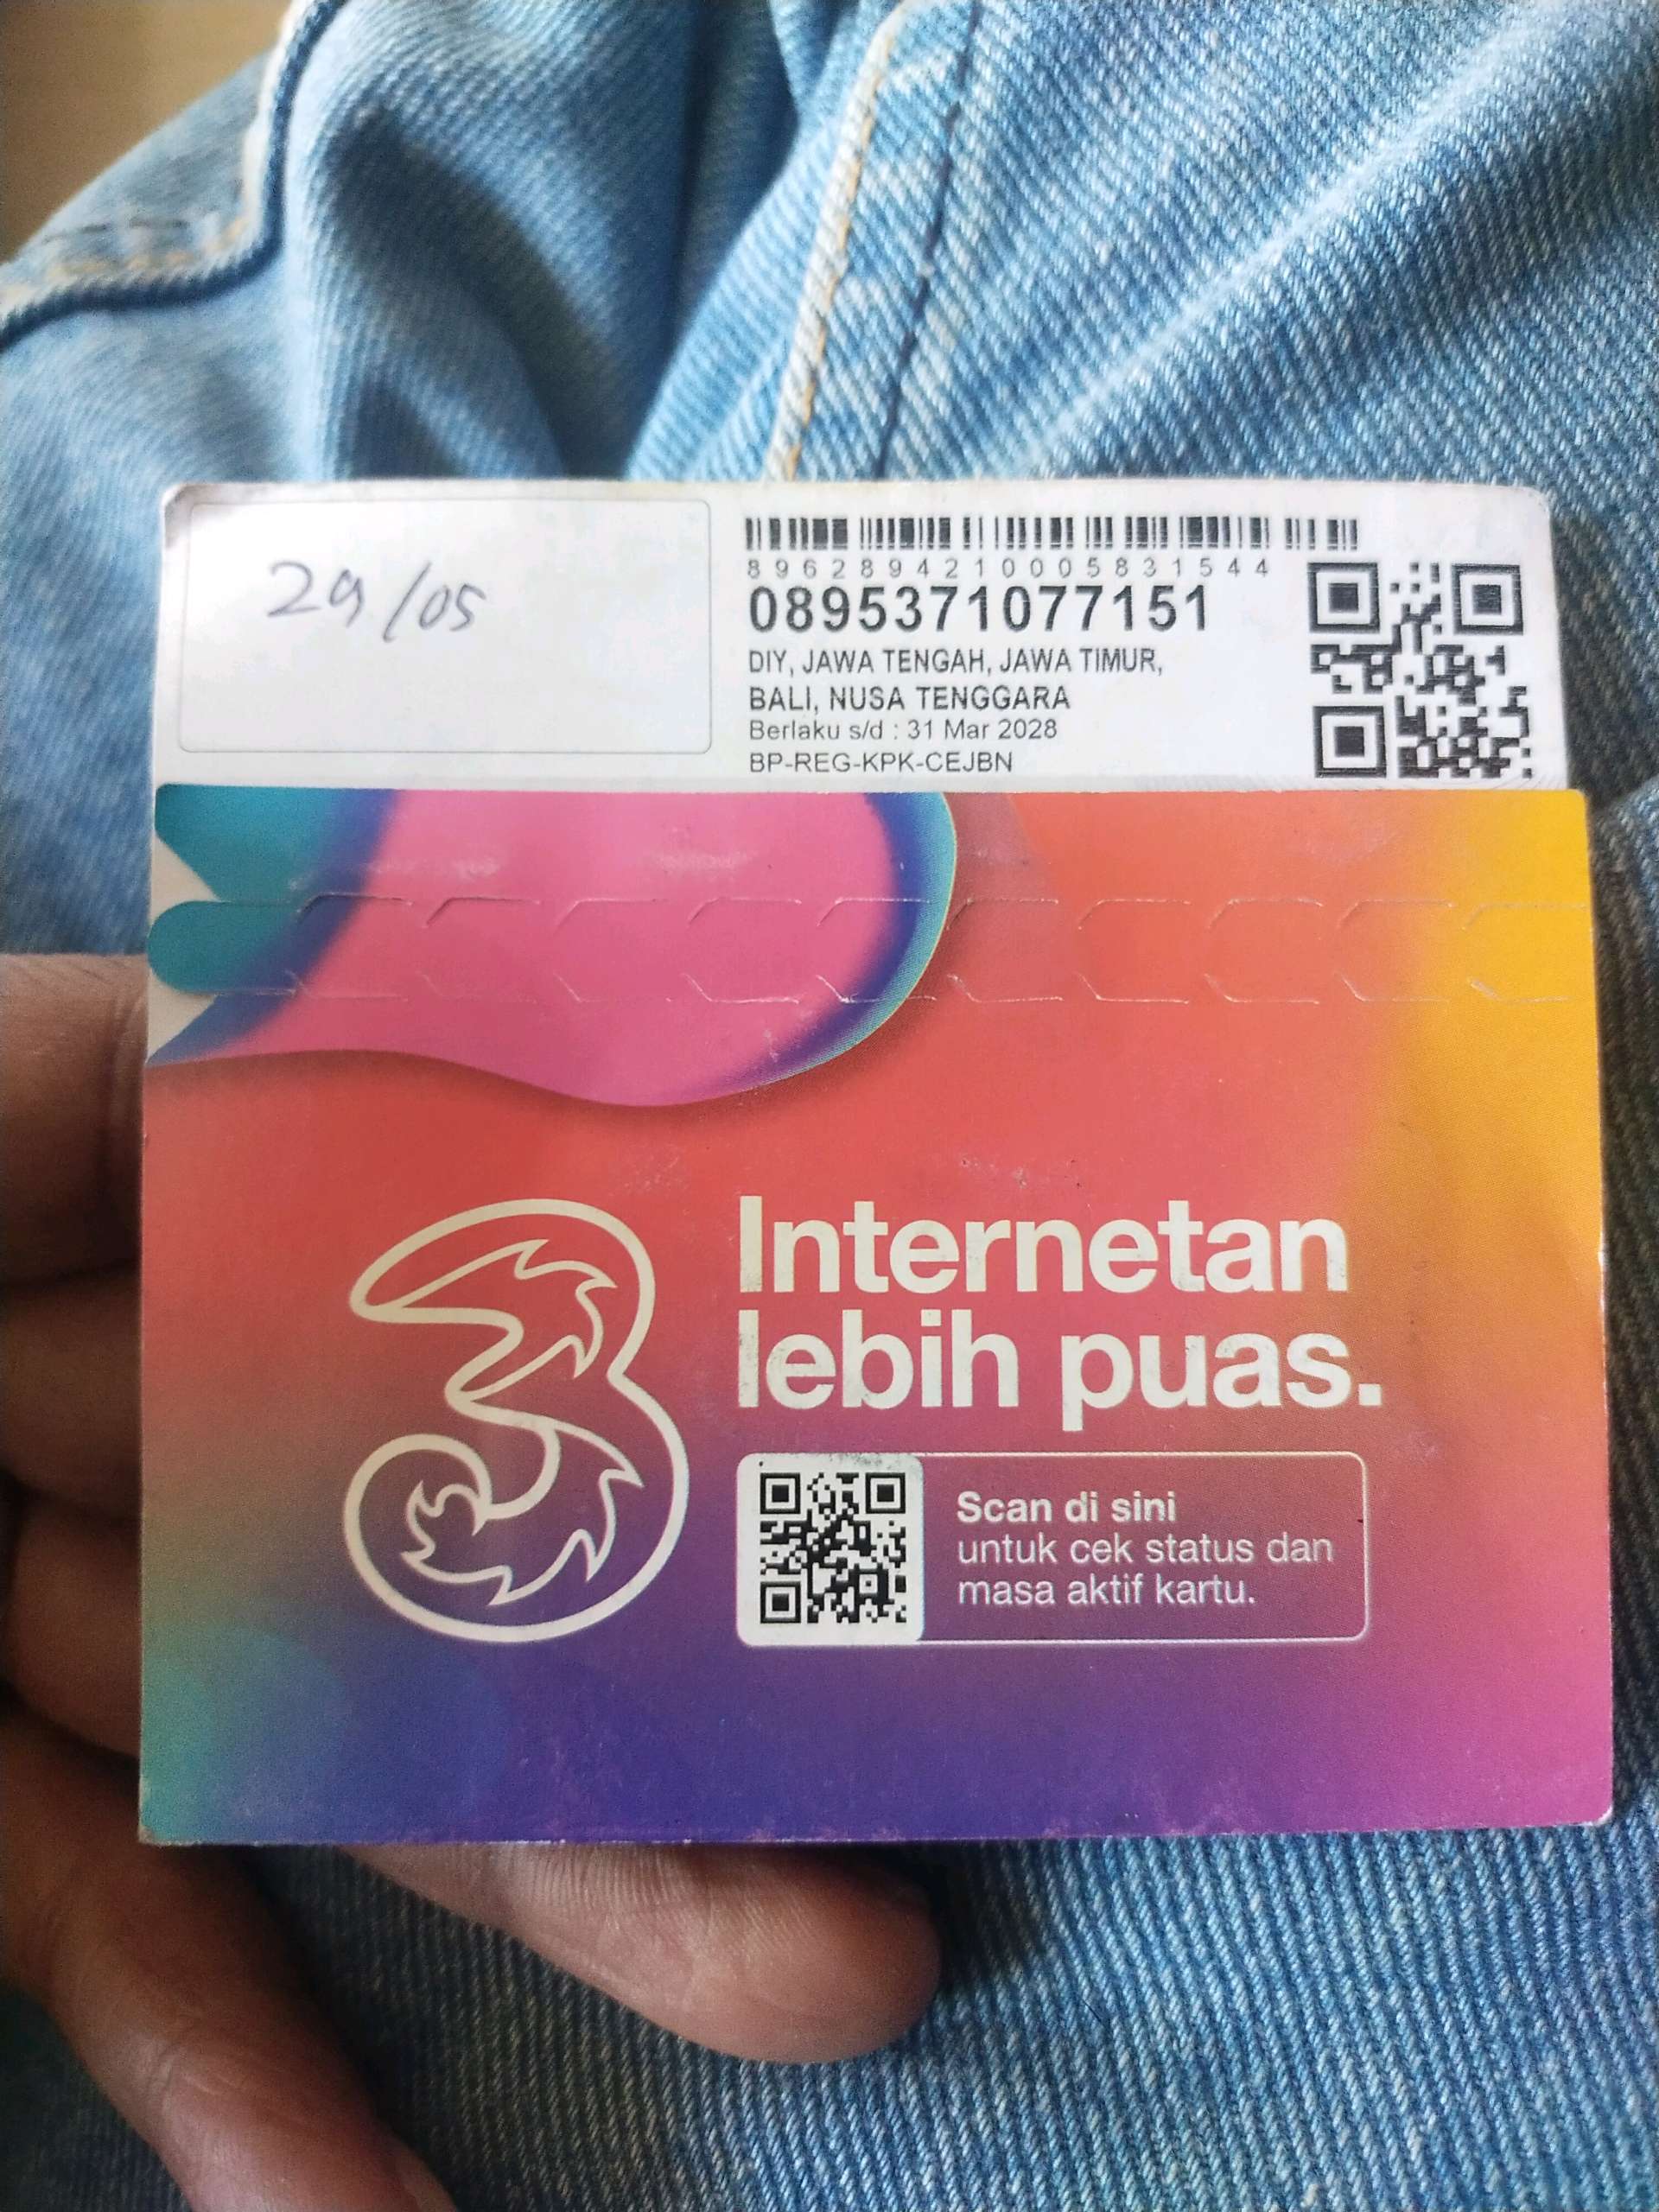 29/05
8962894210005831544
0895371077151
DIY, JAWA TENGAH, JAWA TIMUR,
BALI, NUSA TENGGARA
Berlaku s/d : 31 Mar 2028
BP-REG-KPK-CEJBN
3
Internetan
lebih puas.
Scan di sini
untuk cek status dan
masa aktif kartu.